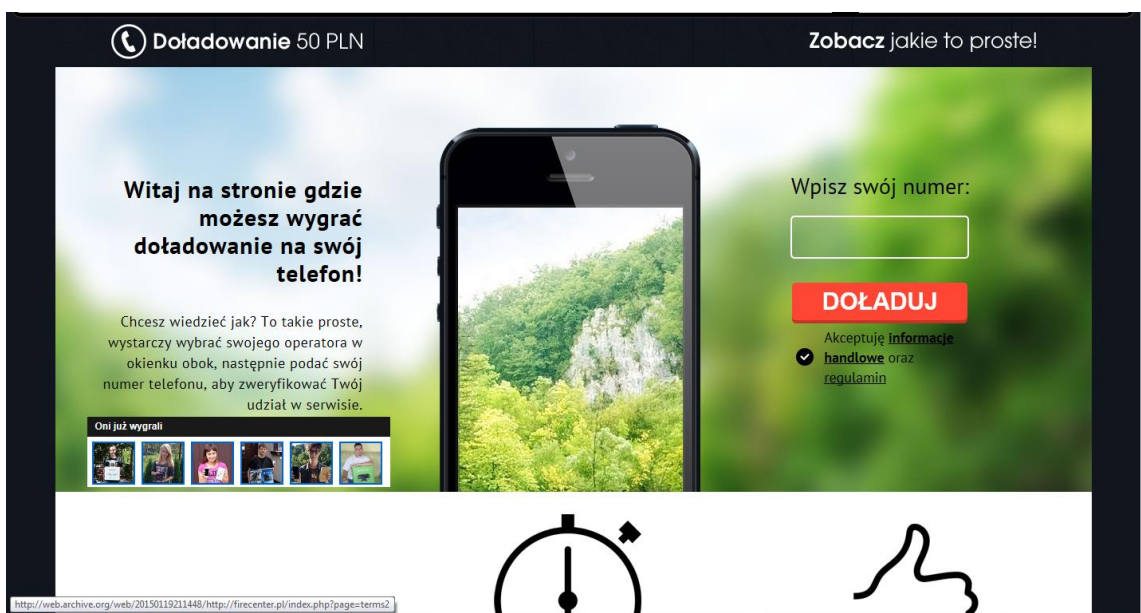 Doładowanie 50 PLN
Zobacz jakie to proste!
Witaj na stronie gdzie
możesz wygrać
doładowanie na swój
telefon!
Chcesz wiedzieć jak? To takie proste,
wystarczy wybrać swojego operatora w
okienku obok, następnie podać swój
numer telefonu, aby zweryfikować Twój
udział w serwisie.
Oni już wygrali
Wpisz swój numer:
DOŁADUJ
Akceptuję informacje
handlowe oraz
regulamin
http://web.archive.org/web/20150119211448/http://firecenter.pl/index.php?page=terms2